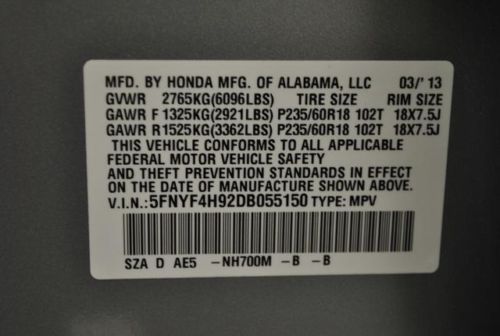 MFD. BY HONDA MFG. OF ALABAMA, LLC 03/'13
GVWR 2765KG(6096LBS) TIRE SIZE RIM SIZE
GAWR F 1325KG(2921LBS) P235/60R18 102T 18X7.5J
GAWR R 1525KG(3362LBS) P235/60R18 102T 18X7.5J
THIS VEHICLE CONFORMS TO ALL APPLICABLE
FEDERAL MOTOR VEHICLE SAFETY
AND THEFT PREVENTION STANDARDS IN EFFECT
ON THE DATE OF MANUFACTURE SHOWN ABOVE.
V.I.N.: 5FNYF4H92DB055150 TYPE: MPV
SZA D AE5 -NH700M -B -B